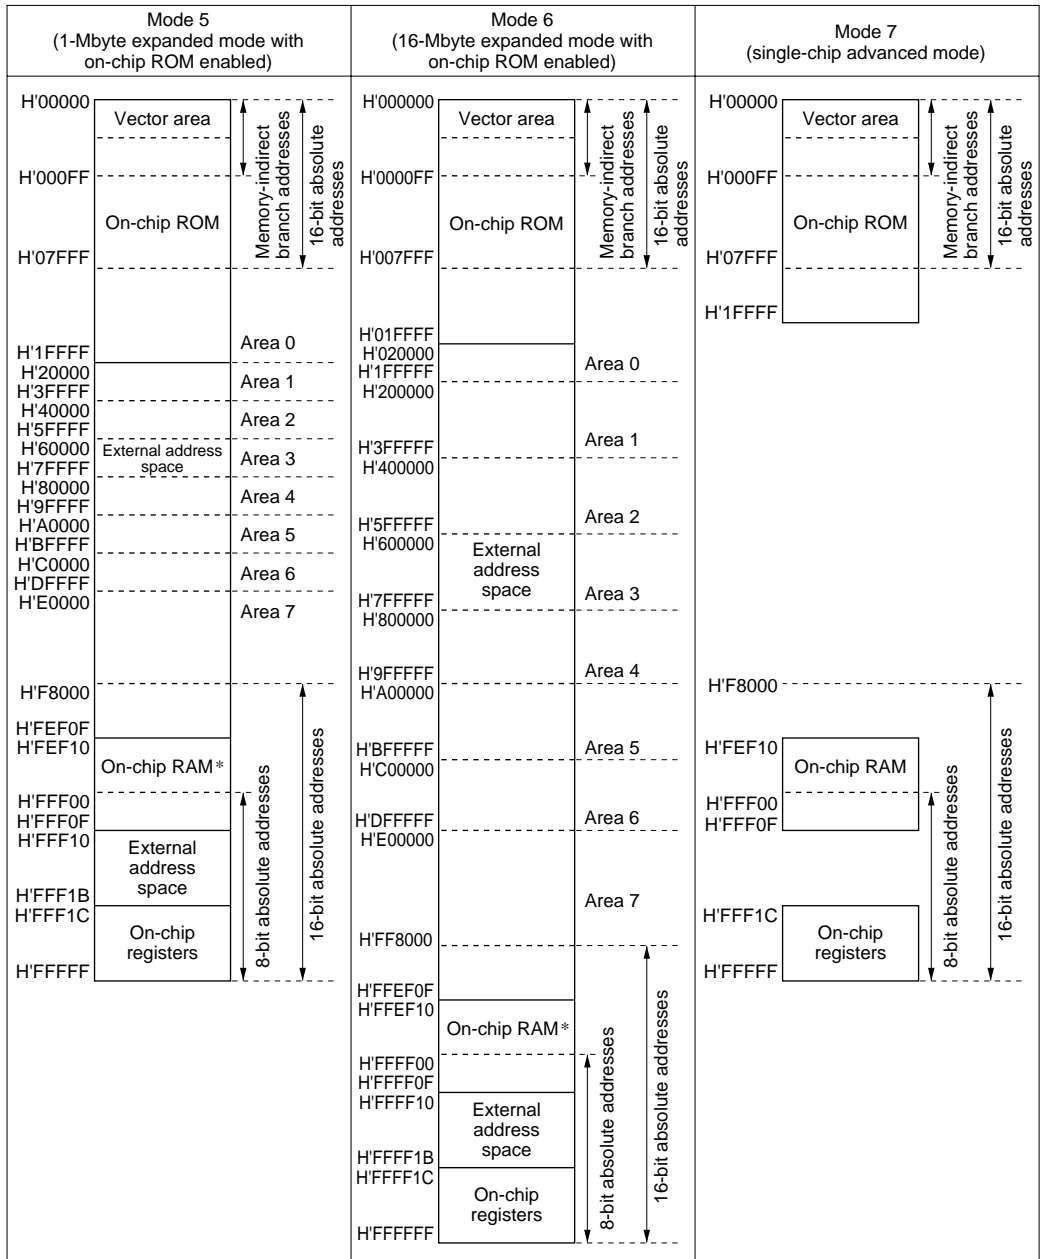 Mode 5
(1-Mbyte expanded mode with
on-chip ROM enabled)
H'00000
Vector area
H'000FF
On-chip ROM
H'07FFF
Memory-indirect
branch addresses
16-bit absolute
addresses
H'1FFFF
Area 0
H'20000
H'3FFFF
Area 1
H'40000
H'5FFFF
Area 2
H'60000
H'7FFFF
External address
space
Area 3
H'80000
H'9FFFF
Area 4
H'A0000
H'BFFFF
Area 5
H'C0000
H'DFFFF
Area 6
H'E0000
Area 7
H'F8000
H'FEF0F
H'FEF10
On-chip RAM*
H'FFF00
H'FFF0F
H'FFF10
External
address
space
H'FFF1B
H'FFF1C
On-chip
registers
H'FFFFF
8-bit absolute addresses
16-bit absolute addresses
Mode 6
(16-Mbyte expanded mode with
on-chip ROM enabled)
H'000000
Vector area
H'0000FF
On-chip ROM
H'007FFF
Memory-indirect
branch addresses
16-bit absolute
addresses
H'01FFFF
H'020000
Area 0
H'1FFFFF
H'200000
Area 1
H'3FFFFF
H'400000
Area 2
H'5FFFFF
H'600000
External
address
space
Area 3
H'7FFFFF
H'800000
Area 4
H'9FFFFF
H'A00000
Area 5
H'BFFFFF
H'C00000
Area 6
H'DFFFFF
H'E00000
Area 7
H'FF8000
H'FFEF0F
H'FFEF10
On-chip RAM*
H'FFFF00
H'FFFF0F
H'FFFF10
External
address
space
H'FFFF1B
H'FFFF1C
On-chip
registers
H'FFFFFF
8-bit absolute addresses
16-bit absolute addresses
Mode 7
(single-chip advanced mode)
H'00000
Vector area
H'000FF
On-chip ROM
H'07FFF
Memory-indirect
branch addresses
16-bit absolute
addresses
H'1FFFF
H'F8000
H'FEF10
On-chip RAM
H'FFF00
H'FFF0F
H'FFF1C
On-chip
registers
H'FFFFF
8-bit absolute addresses
16-bit absolute addresses